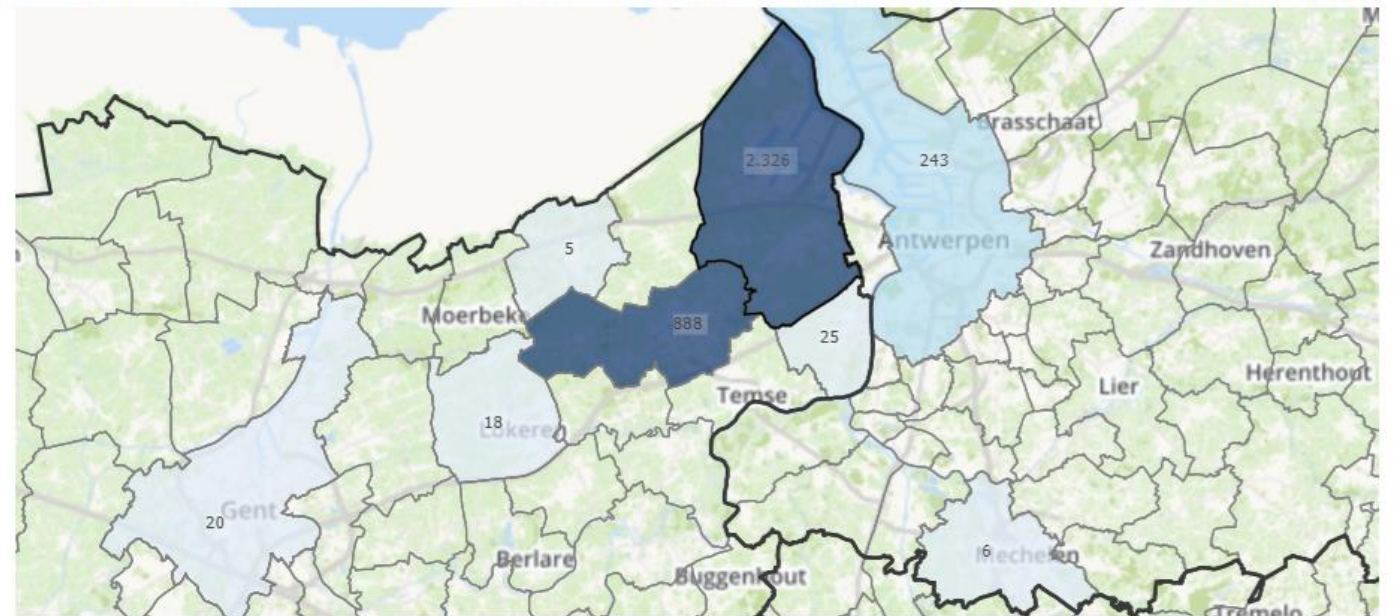 M
Brasschaat
2.326
243
Antwerpen
Zandhoven
5
Moerbeke
888
25
Temse
Lier
Herenthout
18
Lokeren
20
Gent
6
Mechelen
Berlare
Buggenhout
Tremelo